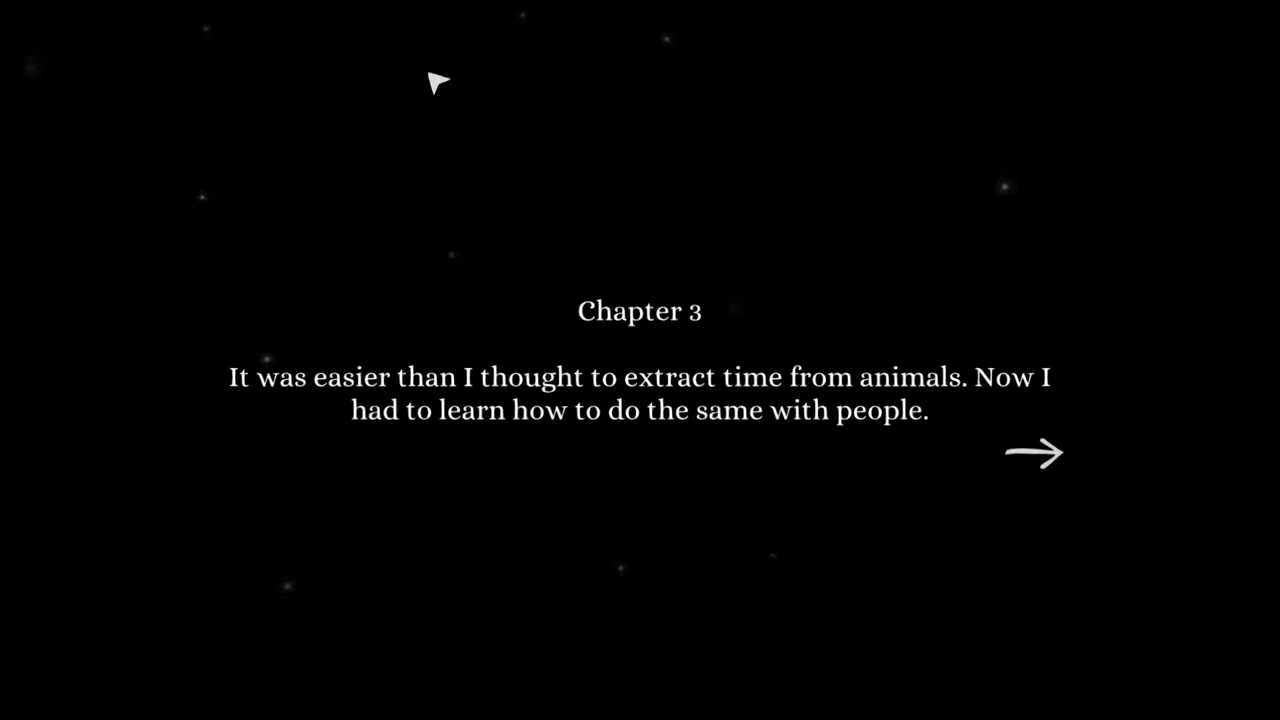 Chapter 3
It was easier than I thought to extract time from animals. Now I
had to learn how to do the same with people.